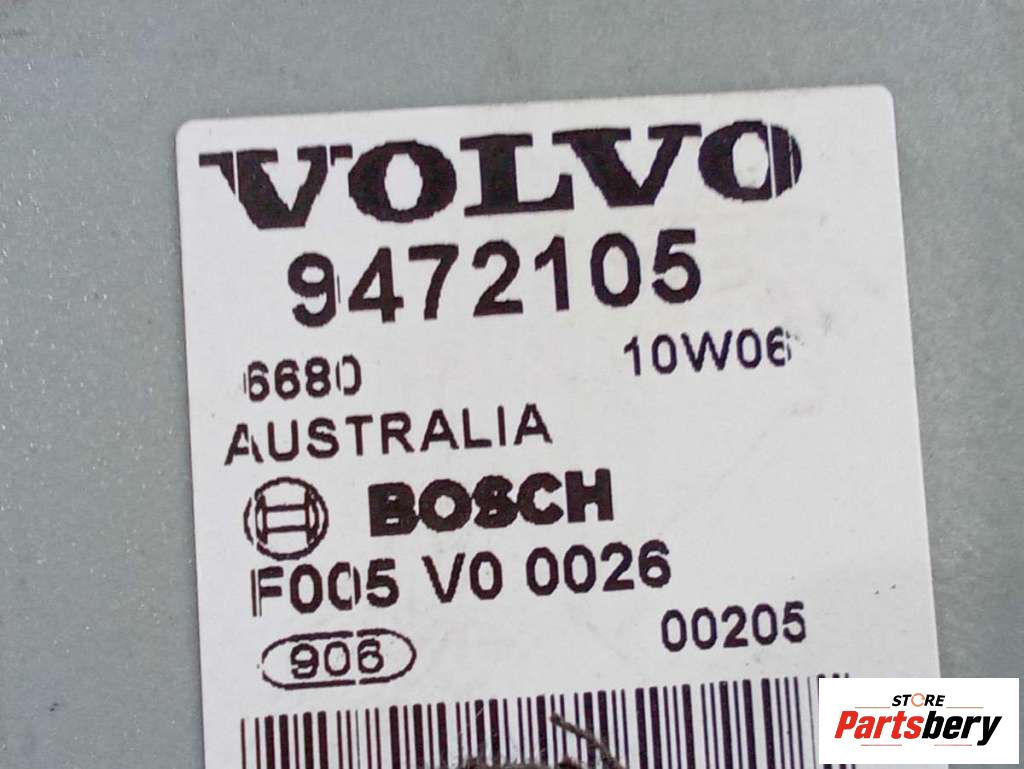 VOLVO
9472105
6680 10W06
AUSTRALIA
BOSCH
F005 V0 0026
906 00205
STORE
Partsbery